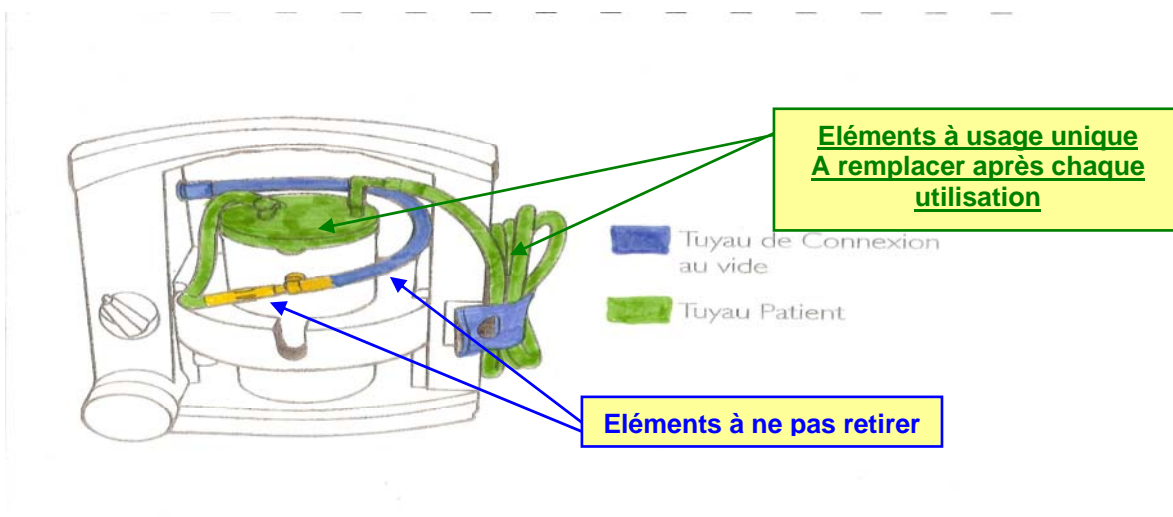 Eléments à usage unique
A remplacer après chaque
utilisation
Tuyau de Connexion
au vide
Tuyau Patient
Eléments à ne pas retirer